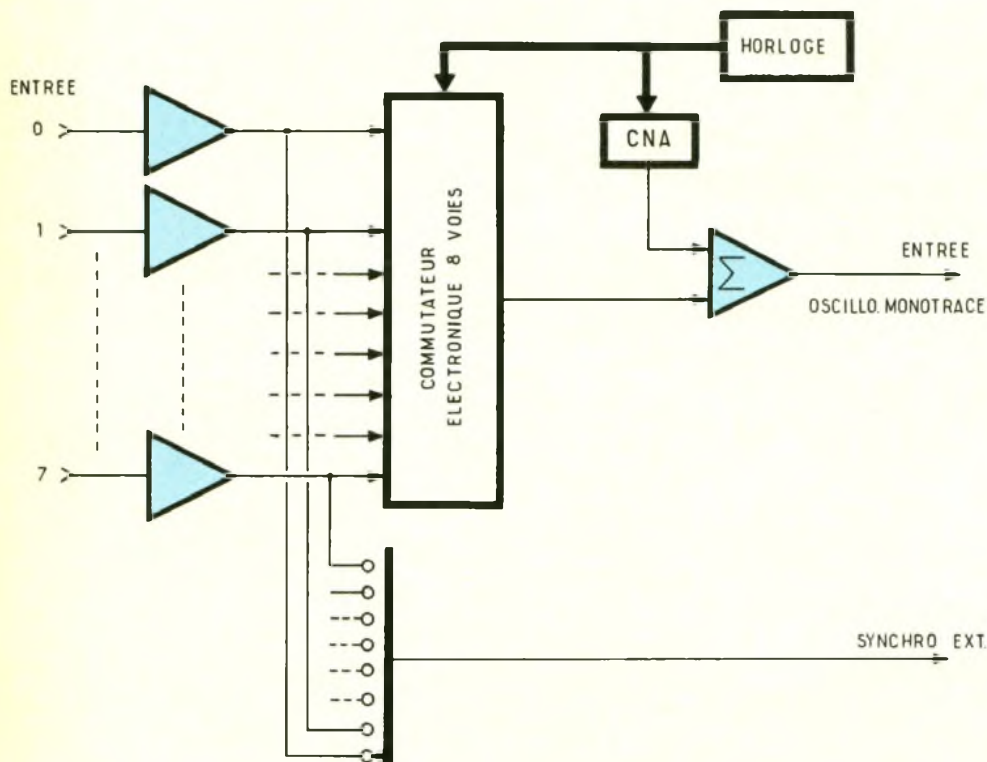 HORLOGE
ENTREE
0
CNA
1
COMMUTATEUR
ELECTRONIQUE 8 VOIES
Σ
ENTREE
OSCILLO. MONOTRACE
7
SYNCHRO EXT.